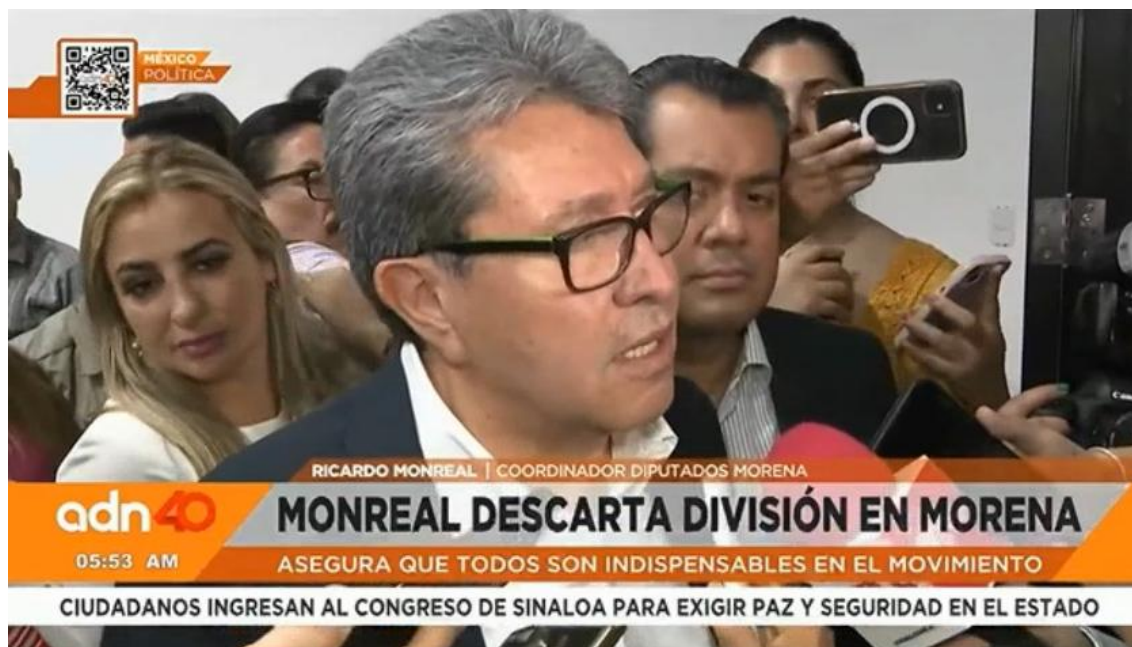 MÉXICO
POLÍTICA
RICARDO MONREAL | COORDINADOR DIPUTADOS MORENA
adn40
MONREAL DESCARTA DIVISIÓN EN MORENA
05:53 AM
ASEGURA QUE TODOS SON INDISPENSABLES EN EL MOVIMIENTO
CIUDADANOS INGRESAN AL CONGRESO DE SINALOA PARA EXIGIR PAZ Y SEGURIDAD EN EL ESTADO